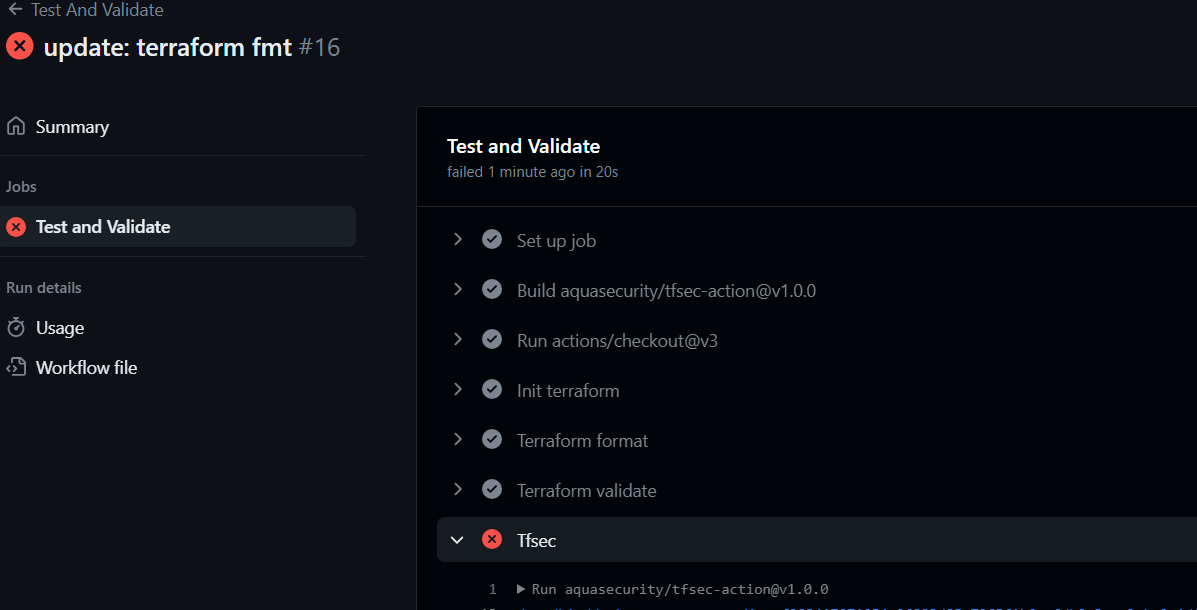 Test And Validate
update: terraform fmt #16
Summary
Jobs
Test and Validate
Run details
Usage
Workflow file
Test and Validate
failed 1 minute ago in 20s
Set up job
Build aquasecurity/tfsec-action@v1.0.0
Run actions/checkout@v3
Init terraform
Terraform format
Terraform validate
Tfsec
1 Run aquasecurity/tfsec-action@v1.0.0